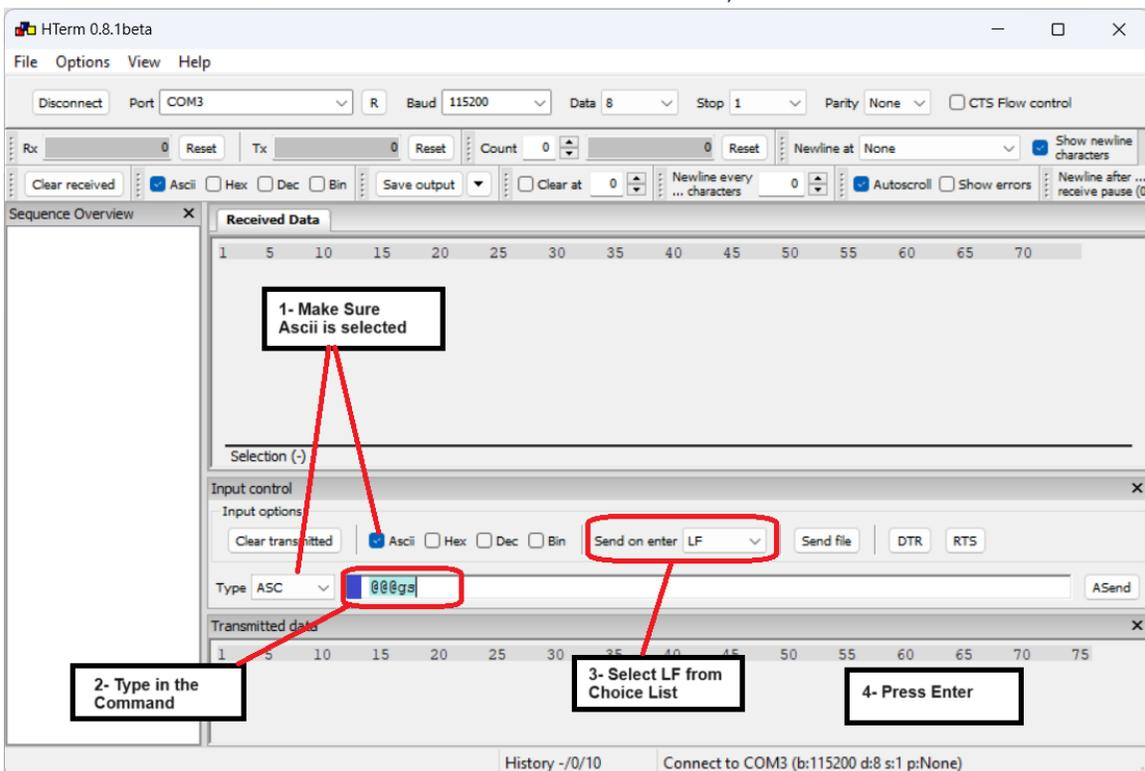 HTerm 0.8.1beta
File Options View Help
Disconnect Port COM3 R Baud 115200 Data 8 Stop 1 Parity None CTS Flow control
Rx 0 Reset Tx 0 Reset Count 0 0 Reset Newline at None Show newline
characters
Clear received Ascii Hex Dec Bin Save output Clear at 0 Newline every
... characters 0 Autoscroll Show errors Newline after ...
receive pause (0
Sequence Overview X
Received Data
1 5 10 15 20 25 30 35 40 45 50 55 60 65 70
1- Make Sure
Ascii is selected
Selection (-)
Input control
Input options
Clear transmitted Ascii Hex Dec Bin Send on enter LF Send file DTR RTS
Type ASC @@@gs ASend
Transmitted data
1 5 10 15 20 25 30 35 40 45 50 55 60 65 70 75
2- Type in the
Command
3- Select LF from
Choice List
4- Press Enter
History -/0/10 Connect to COM3 (b:115200 d:8 s:1 p:None)